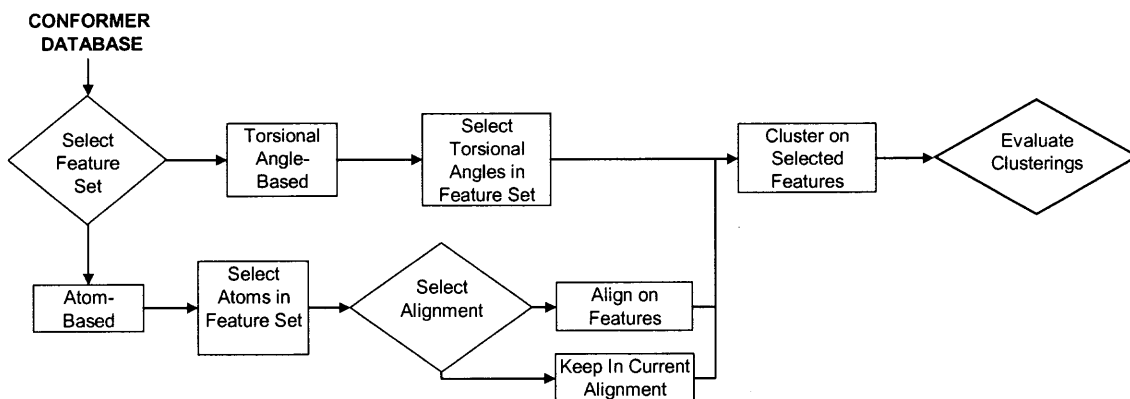 CONFORMER
DATABASE
Select
Feature
Set
Torsional
Angle-
Based
Select
Torsional
Angles in
Feature Set
Cluster on
Selected
Features
Evaluate
Clusterings
Atom-
Based
Select
Atoms in
Feature Set
Select
Alignment
Align on
Features
Keep In Current
Alignment